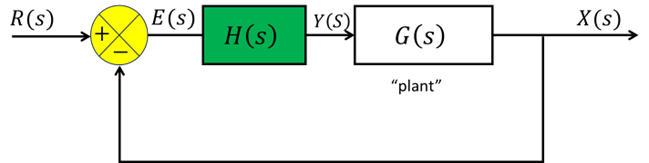 R(s)
+
−
E(s)
H(s)
Y(S)
G(s)
X(s)
“plant”